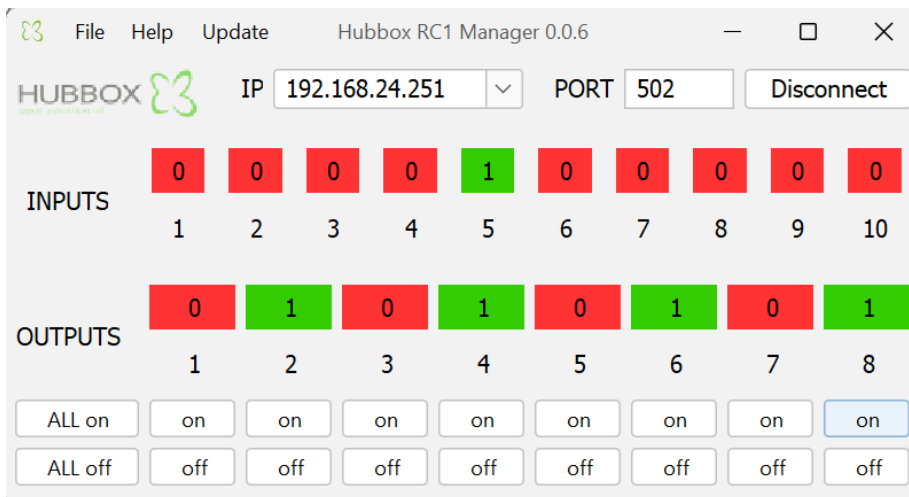 File Help Update Hubbox RC1 Manager 0.0.6
HUBBOX IP 192.168.24.251 PORT 502 Disconnect
0 0 0 0 1 0 0 0 0 0
INPUTS
1 2 3 4 5 6 7 8 9 10
0 1 0 1 0 1 0 1
OUTPUTS
1 2 3 4 5 6 7 8
ALL on on on on on on on on on
ALL off off off off off off off off off